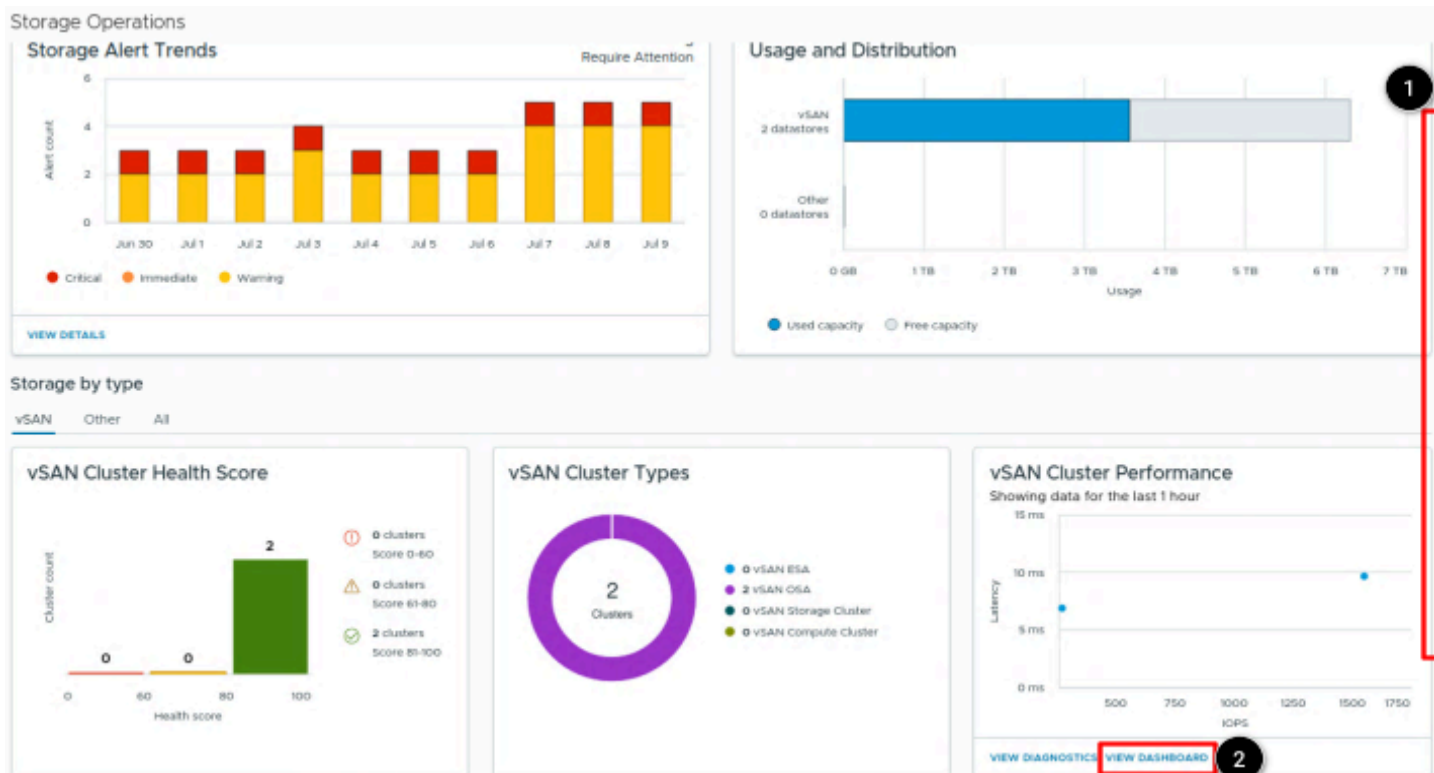 Storage Operations
Storage Alert Trends
Require Attention
6
4
2
0
Alert count
Jun 30 Jul 1 Jul 2 Jul 3 Jul 4 Jul 5 Jul 6 Jul 7 Jul 8 Jul 9
Critical Immediate Warning
VIEW DETAILS
Usage and Distribution
1
vSAN
2 datastores
Other
0 datastores
0 GB 1 TB 2 TB 3 TB 4 TB 5 TB 6 TB 7 TB
Usage
Used capacity Free capacity
Storage by type
vSAN Other All
vSAN Cluster Health Score
Cluster count
0 0 2
0 60 80 100
Health score
0 clusters
Score 0-60
0 clusters
Score 61-80
2 clusters
Score 81-100
vSAN Cluster Types
2
Clusters
0 vSAN ESA
2 vSAN OSA
0 vSAN Storage Cluster
0 vSAN Compute Cluster
vSAN Cluster Performance
Showing data for the last 1 hour
15 ms
10 ms
5 ms
0 ms
Latency
500 750 1000 1250 1500 1750
IOPS
VIEW DIAGNOSTICS VIEW DASHBOARD 2